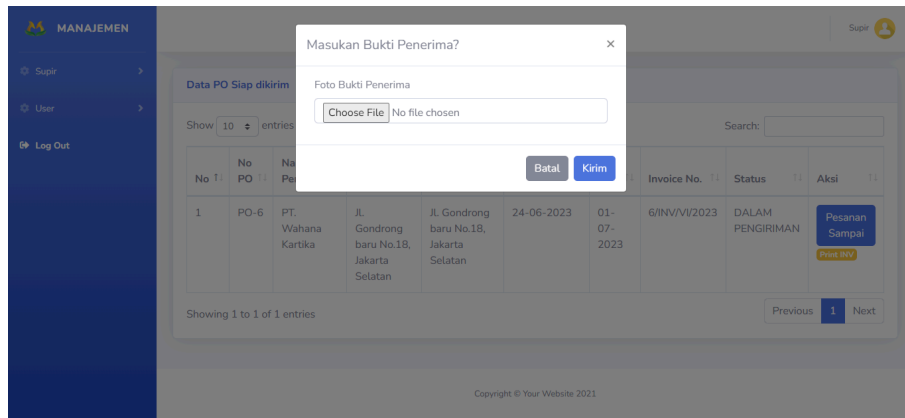 MANAJEMEN
Supir
Supir
User
Log Out
Masukan Bukti Penerima?
×
Foto Bukti Penerima
Choose File No file chosen
Batal
Kirim
Data PO Siap dikirim
Show 10 entries
Search:
No
No PO
Invoice No.
Status
Aksi
1
PO-6
PT.
Wahana
Kartika
JL
Gondrong
baru No.18,
Jakarta
Selatan
JL Gondrong
baru No.18,
Jakarta
Selatan
24-06-2023
01-
07-
2023
6/INV/VI/2023
DALAM
PENGIRIMAN
Pesanan
Sampai
Print INV
Showing 1 to 1 of 1 entries
Previous 1 Next
Copyright © Your Website 2021